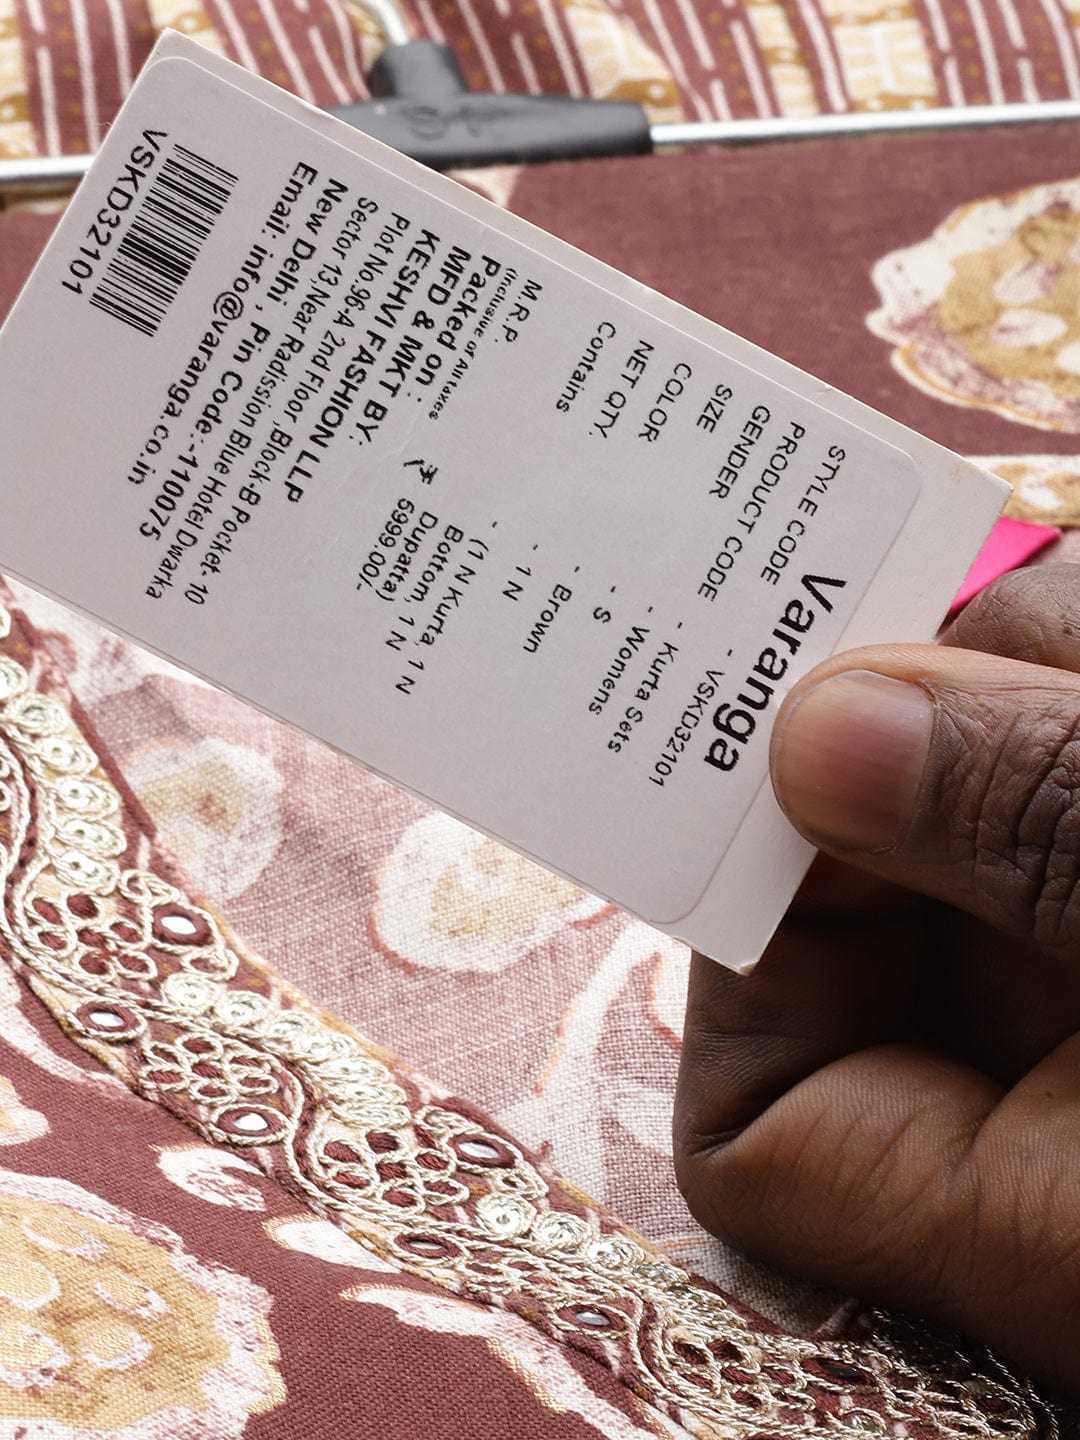 Varanga
STYLE CODE - VSKD32101
PRODUCT CODE - Kurta Sets
GENDER - Womens
SIZE - S
COLOR - Brown
NET QTY. - 1 N
Contains - (1 N Kurta, 1 N
Bottom, 1 N
Dupatta)
M.R.P. ₹ 5999.00/-
(Inclusive of All taxes
Packed on :
MFD & MKT BY:
KESHVI FASHION LLP
Plot No.96-A 2nd Floor ,Block-B Pocket- 10
Sector 13,Near Radission Blue Hotel Dwarka
New Delhi , Pin Code:-110075
Email: info@varanga.co.in
VSKD32101